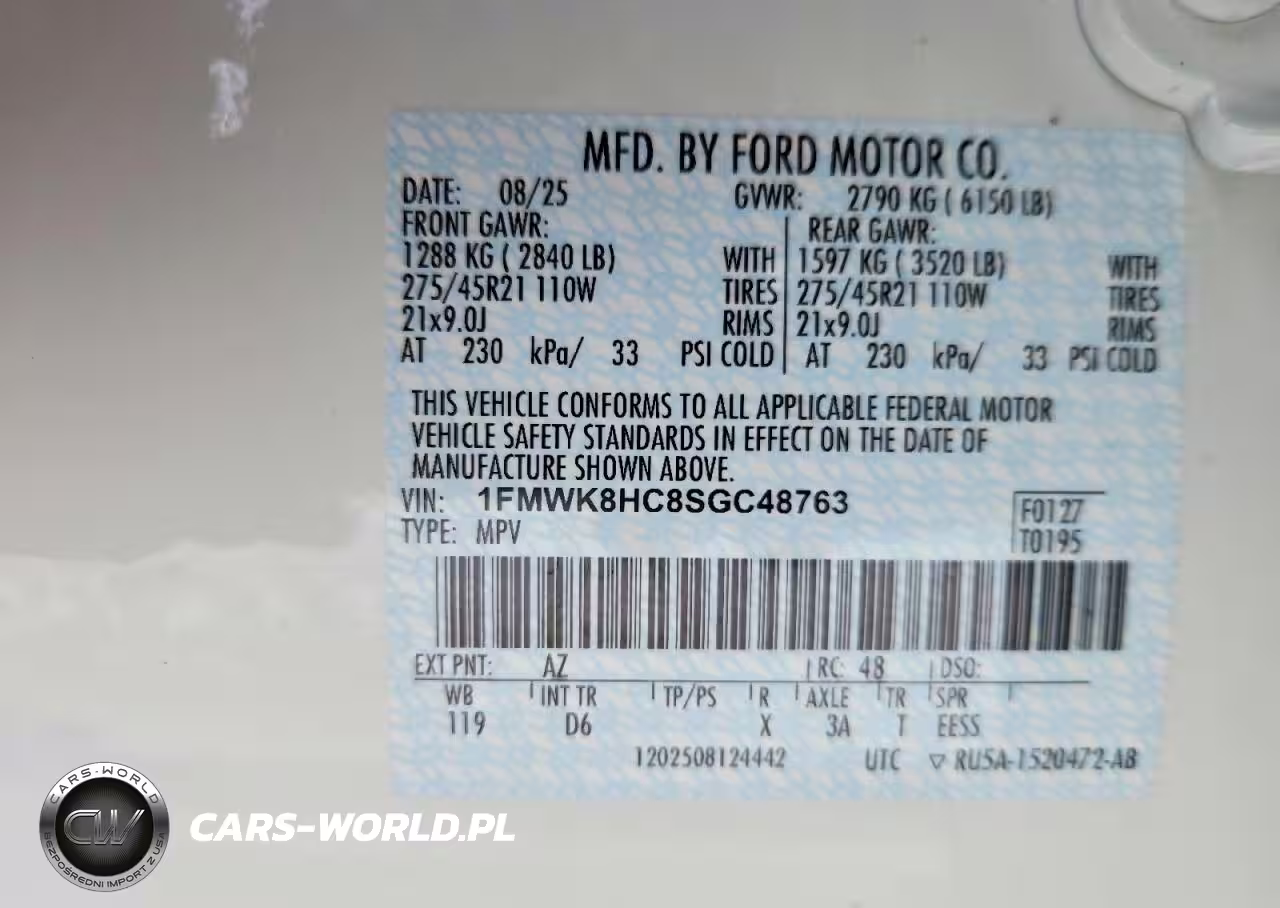 MFD. BY FORD MOTOR CO.
DATE: 08/25 GVWR: 2790 KG ( 6150 LB)
FRONT GAWR: REAR GAWR:
1288 KG ( 2840 LB) WITH 1597 KG ( 3520 LB) WITH
275/45R21 110W TIRES 275/45R21 110W TIRES
21x9.0J RIMS 21x9.0J RIMS
AT 230 kPa/ 33 PSI COLD AT 230 kPa/ 33 PSI COLD
THIS VEHICLE CONFORMS TO ALL APPLICABLE FEDERAL MOTOR
VEHICLE SAFETY STANDARDS IN EFFECT ON THE DATE OF
MANUFACTURE SHOWN ABOVE.
VIN: 1FMWK8HC8SGC48763
F0127
TYPE: MPV
T0195
EXT PNT: AZ RC: 48 DSO:
WB INT TR TP/PS R AXLE TR SPR
119 D6 X 3A T EESS
1202508124442 UTC ▽ RU5A-1520472-AB
CARS-WORLD
CW
BEZPOŚREDNI IMPORT Z USA
CARS-WORLD.PL